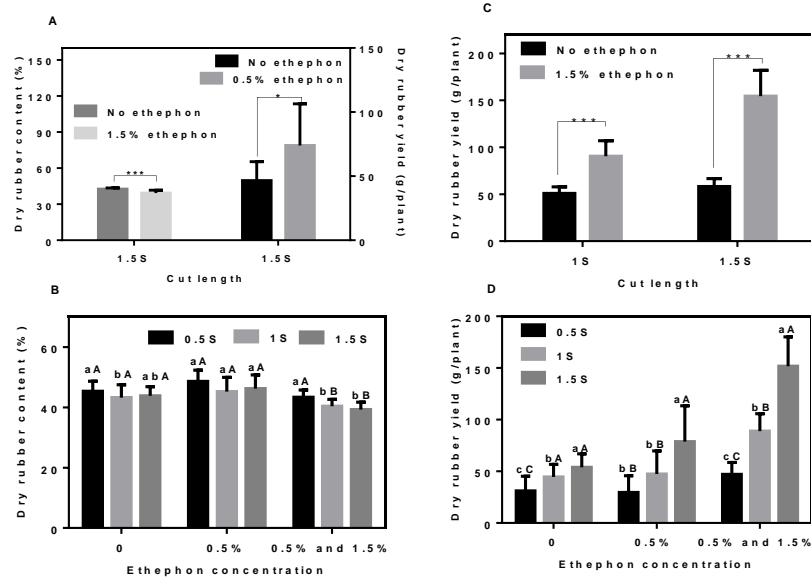 A
Dry rubber content (%)
150
120
90
60
30
0
No ethephon
0.5% ethephon
No ethephon
1.5% ethephon
***
*
150
100
50
0
Dry rubber yield (g/plant)
1.5S
1.5S
Cut length
C
Dry rubber yield (g/plant)
200
150
100
50
0
No ethephon
1.5% ethephon
***
***
1S
1.5S
Cut length
B
Dry rubber content (%)
60
40
20
0
0.5S
1S
1.5S
aA
bA
abA
aA
aA
aA
aA
bB
bB
0
0.5%
0.5% and 1.5%
Ethephon concentration
D
Dry rubber yield (g/plant)
200
150
100
50
0
0.5S
1S
1.5S
cC
bA
aA
bB
bB
aA
cC
bB
aA
0
0.5%
0.5% and 1.5%
Ethephon concentration